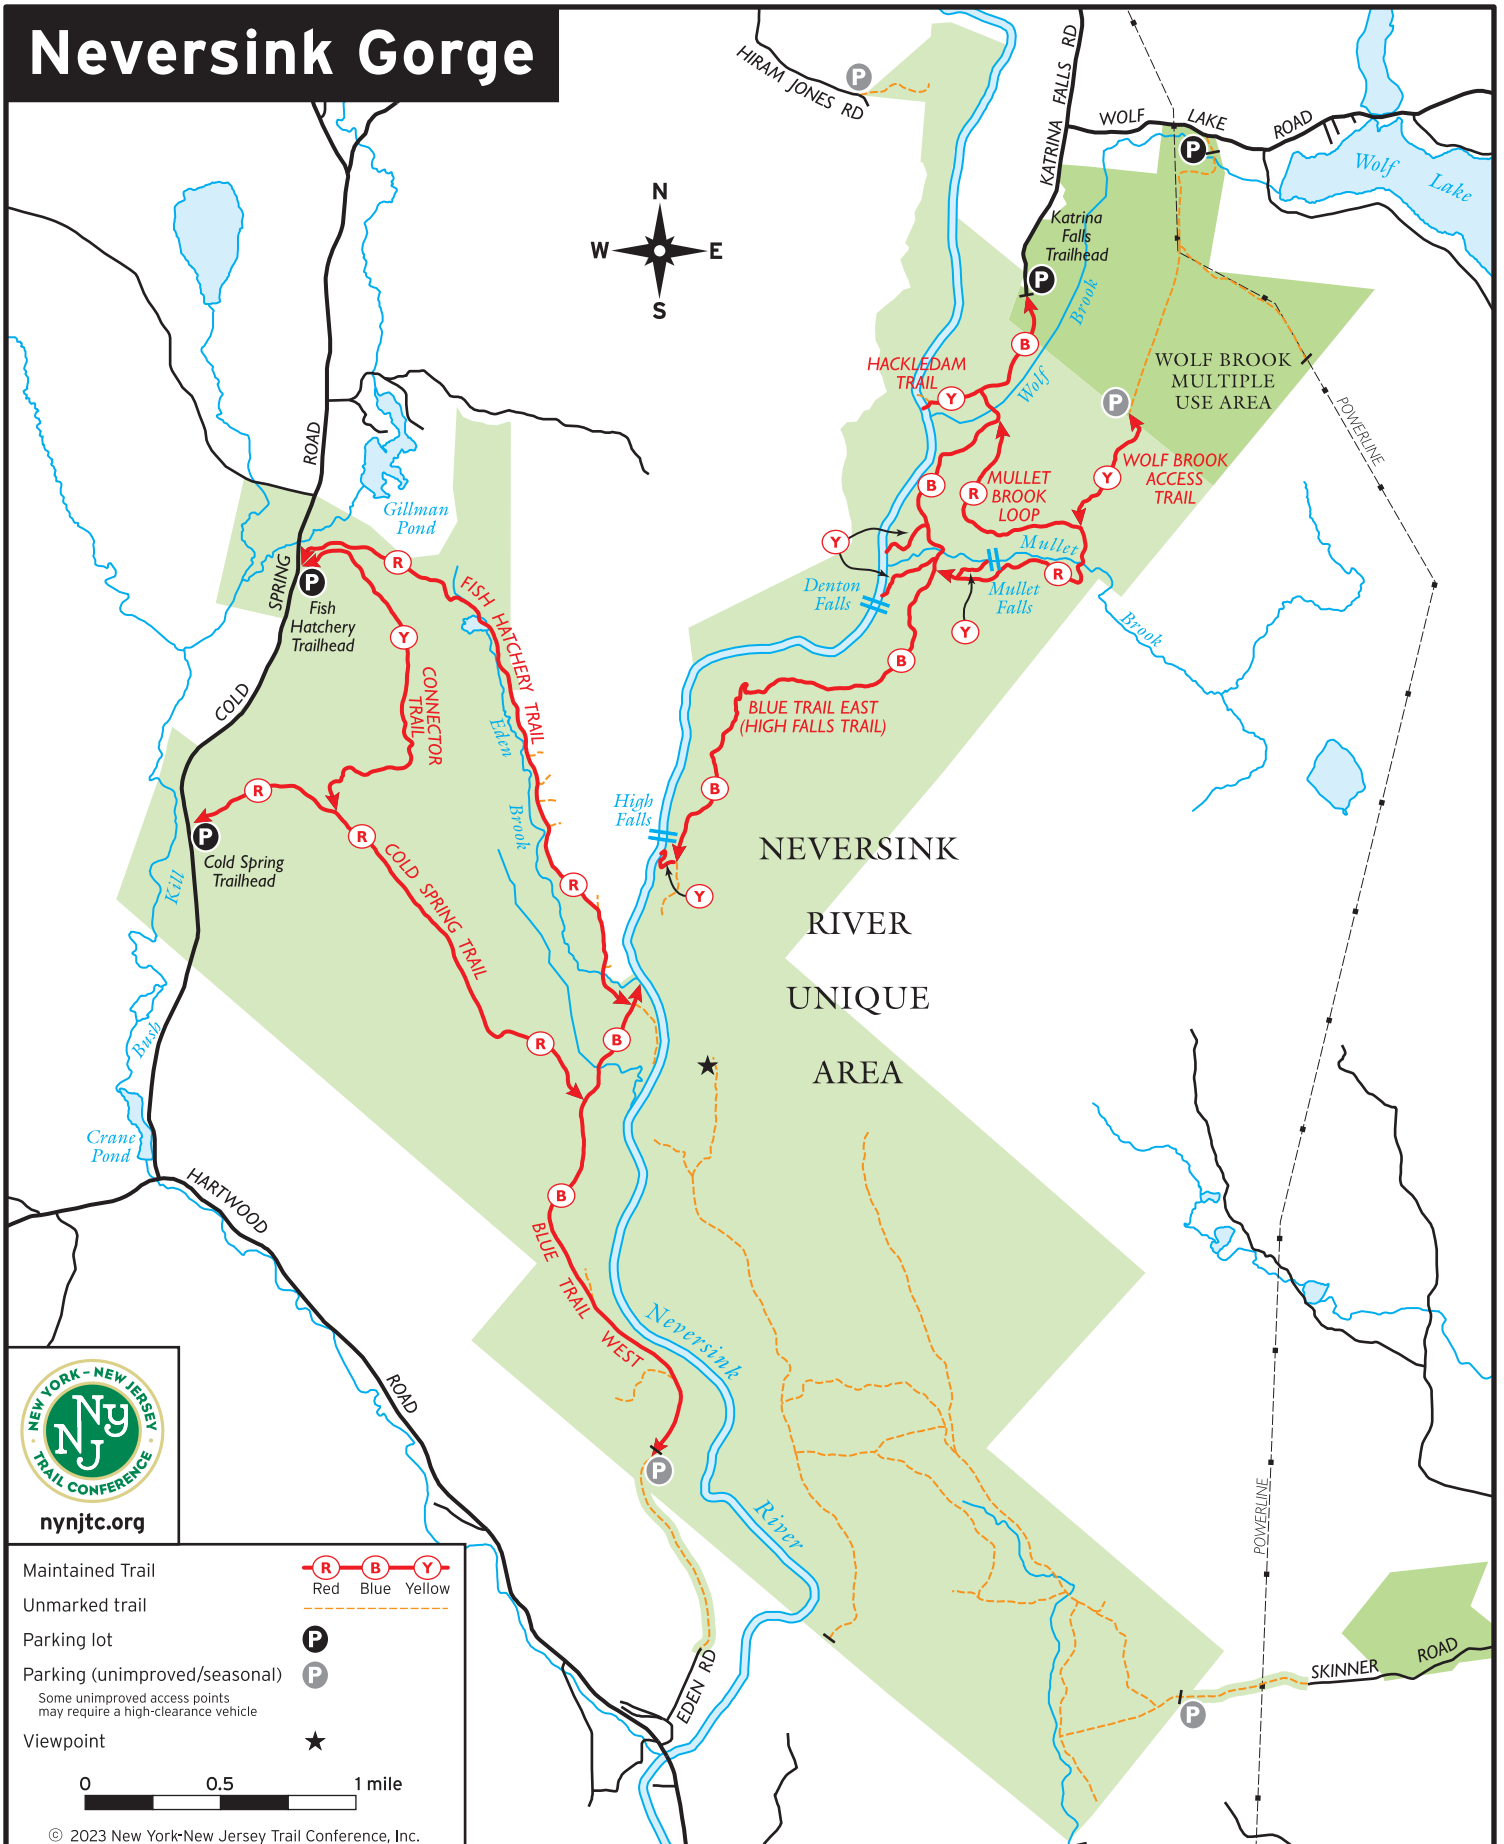 Neversink Gorge
HIRAM JONES RD
P
KATRINA FALLS RD
WOLF LAKE ROAD
P
Wolf Lake
N
W E
S
Katrina
Falls
Trailhead
P
Wolf Brook
B
HACKLEDAM
TRAIL
Y
WOLF BROOK
MULTIPLE
USE AREA
P
POWERLINE
WOLF BROOK
ACCESS
TRAIL
Y
B
R
MULLET
BROOK
LOOP
Y
Mullet
Brook
R
Mullet
Falls
Y
Denton
Falls
B
BLUE TRAIL EAST
(HIGH FALLS TRAIL)
B
High
Falls
Y
ROAD
Gillman
Pond
SPRING
COLD
P
Fish
Hatchery
Trailhead
R
FISH HATCHERY TRAIL
Y
CONNECTOR
TRAIL
Eden
Brook
R
R
P
Cold Spring
Trailhead
R
COLD SPRING TRAIL
R
B
Kill
Bush
Crane
Pond
HARTWOOD
ROAD
B
BLUE TRAIL WEST
P
NEVERSINK
RIVER
UNIQUE
AREA
Neversink
River
EDEN RD
POWERLINE
SKINNER ROAD
P
NEW YORK - NEW JERSEY
NY
NJ
TRAIL CONFERENCE
nynjtc.org
Maintained Trail R B Y
Red Blue Yellow
Unmarked trail
Parking lot P
Parking (unimproved/seasonal) P
Some unimproved access points
may require a high-clearance vehicle
Viewpoint
0 0.5 1 mile
© 2023 New York-New Jersey Trail Conference, Inc.